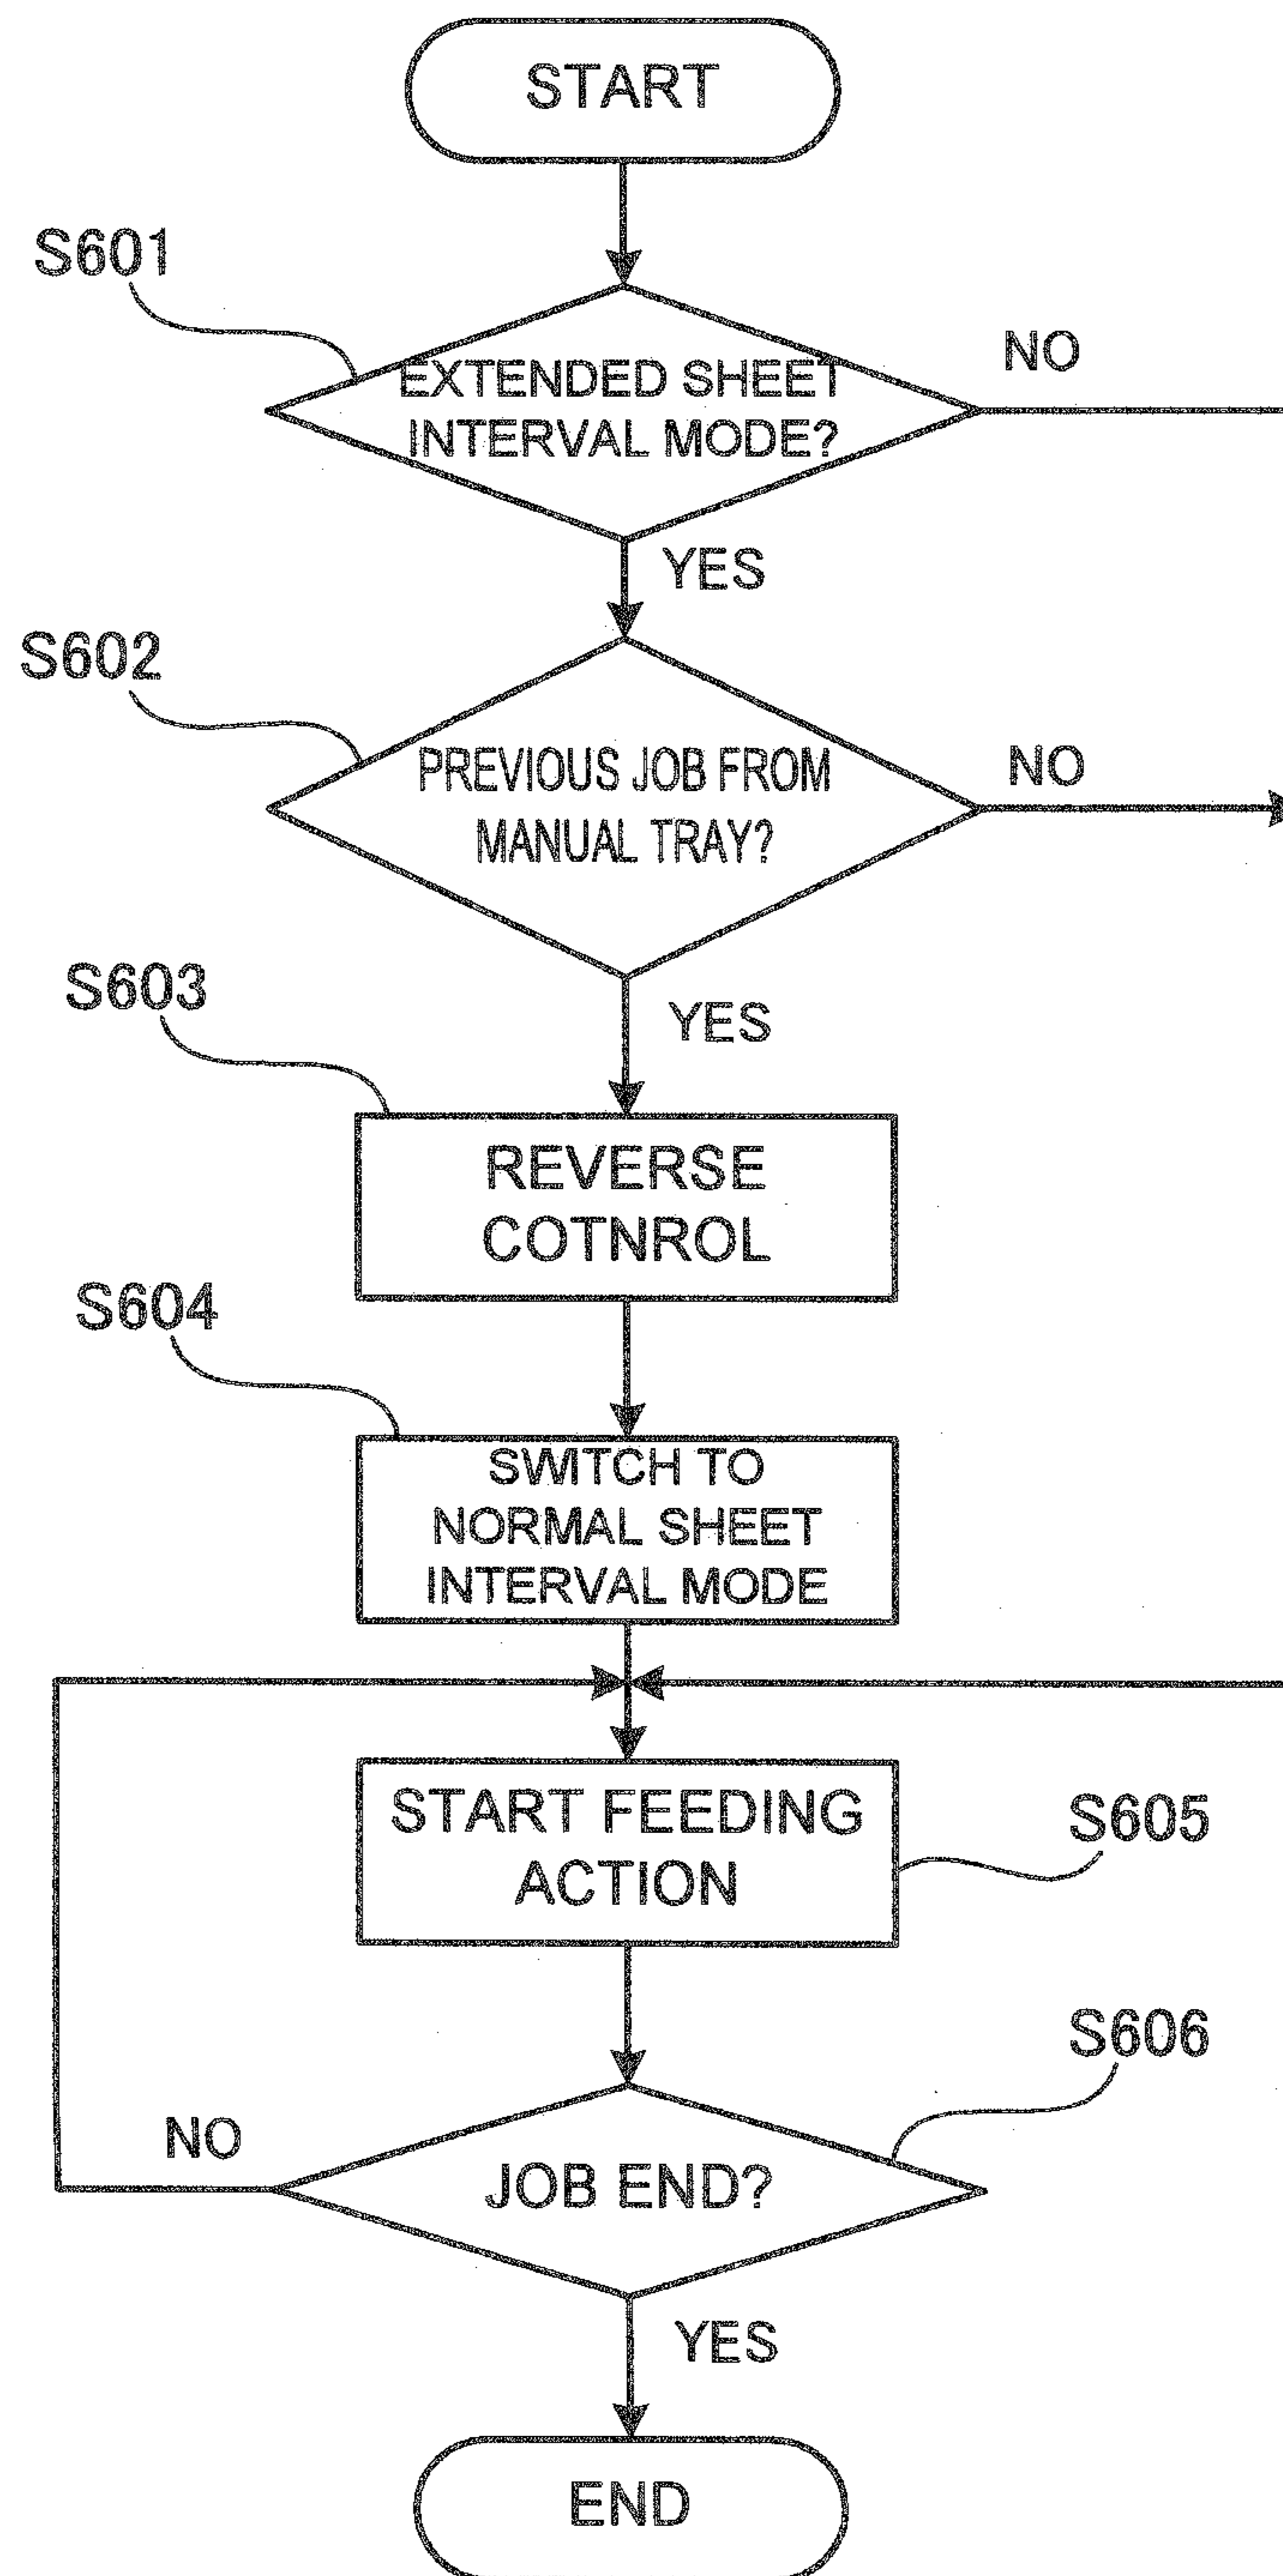 START
S601
EXTENDED SHEET
INTERVAL MODE?
NO
YES
S602
PREVIOUS JOB FROM
MANUAL TRAY?
NO
YES
S603
REVERSE
COTNROL
S604
SWITCH TO
NORMAL SHEET
INTERVAL MODE
START FEEDING
ACTION
S605
S606
JOB END?
NO
YES
END